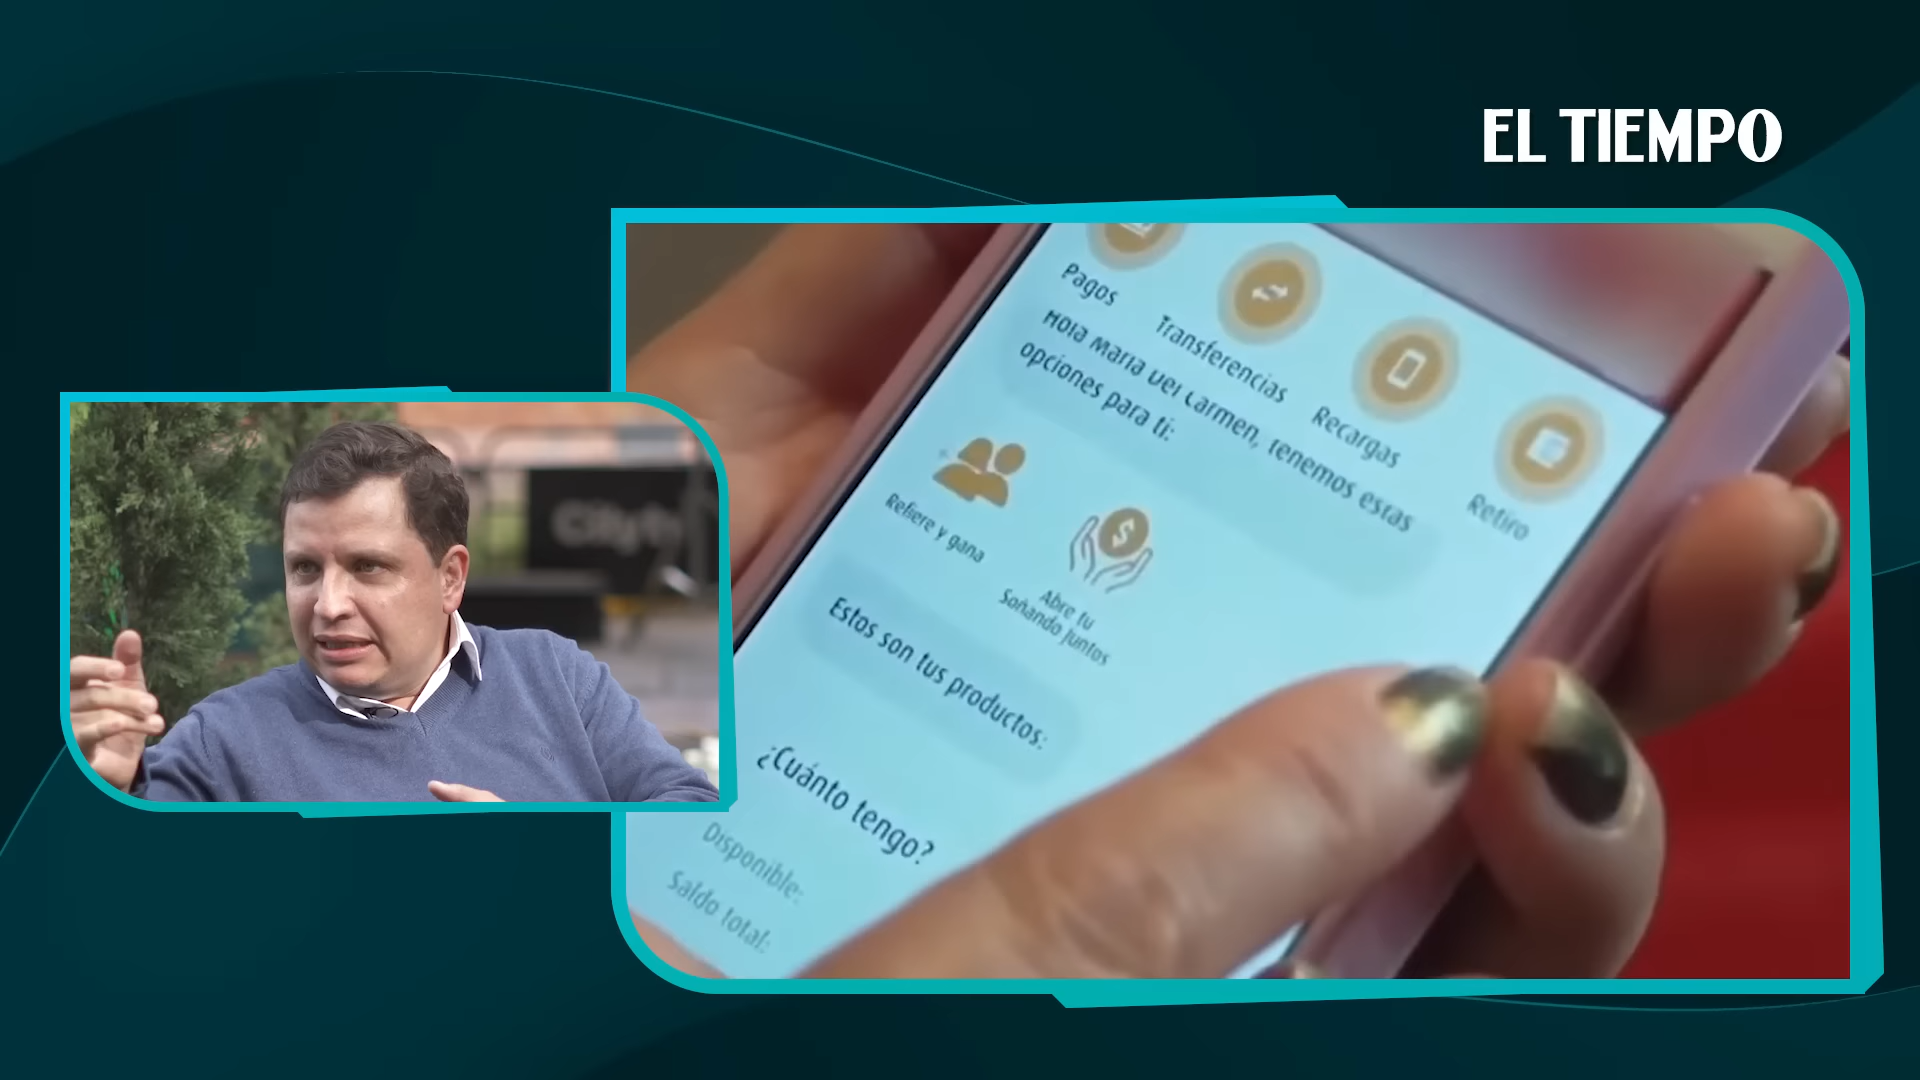 EL TIEMPO
Pagos
Transferencias
Recargas
Retiro
Hola Maria Del Carmen, tenemos estas
opciones para ti:
Refiere y gana
Abre tu
Soñando Juntos
Estos son tus productos:
¿Cuánto tengo?
Disponible:
Saldo total: